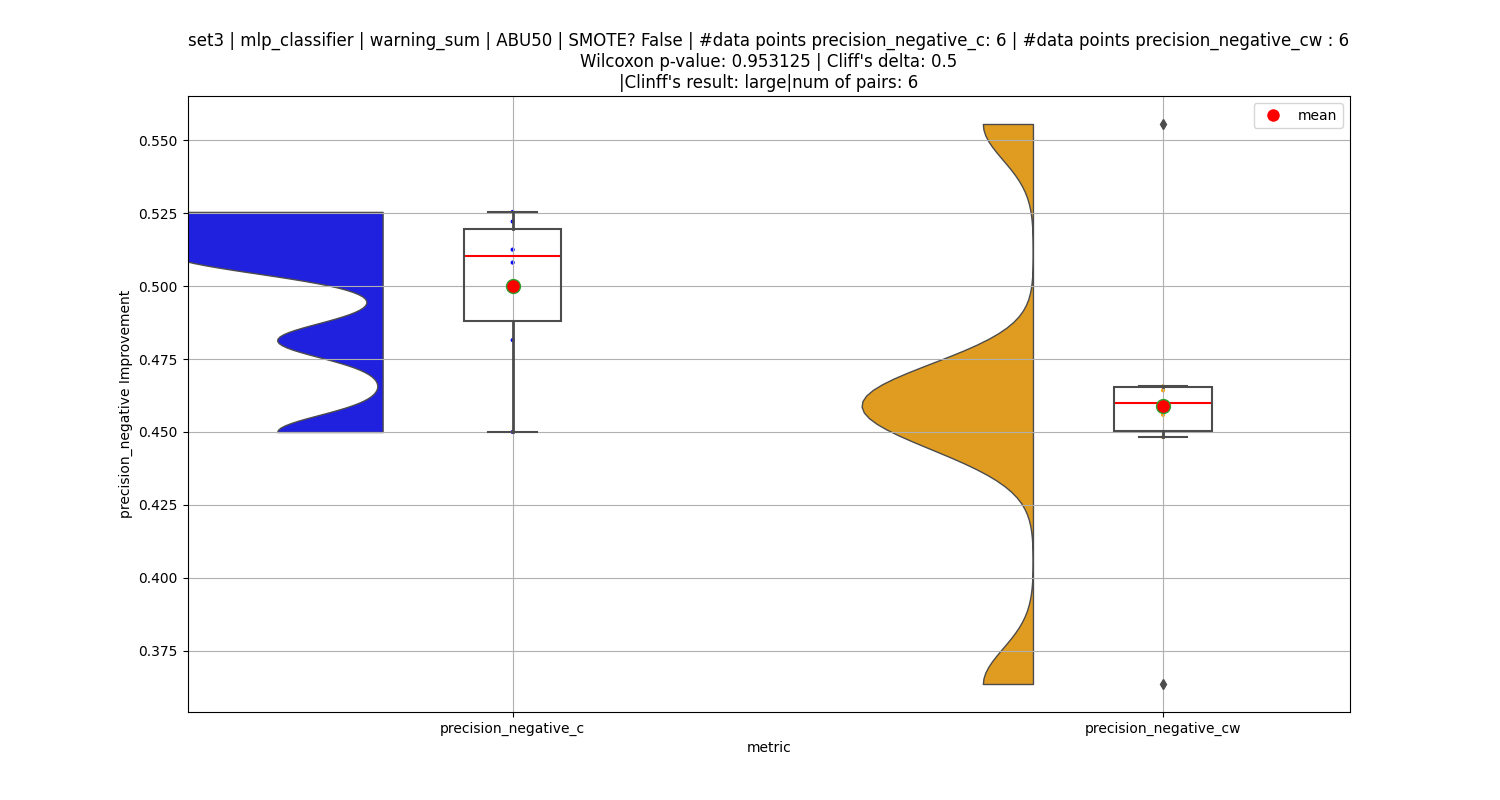 set3 | mlp_classifier | warning_sum | ABU50 | SMOTE? False | #data points precision_negative_c: 6 | #data points precision_negative_cw : 6
Wilcoxon p-value: 0.953125 | Cliff's delta: 0.5
|Clinff's result: large|num of pairs: 6
mean
0.550
0.525
0.500
0.475
0.450
0.425
0.400
0.375
precision_negative Improvement
precision_negative_c
precision_negative_cw
metric